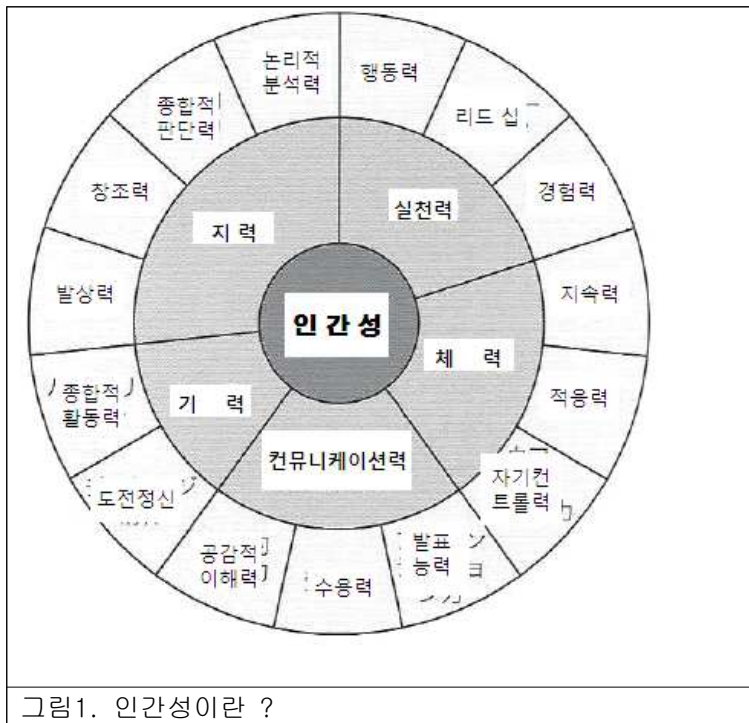 논리적
분석력
행동력
리드 십
경험력
지속력
적응력
자기컨
트롤력
발표
능력
수용력
공감적
이해력
도전정신
종합적
활동력
발상력
창조력
종합적
판단력
지 력
실천력
체 력
컨뮤니케이션력
기 력
인 간 성
그림1. 인간성이란 ?